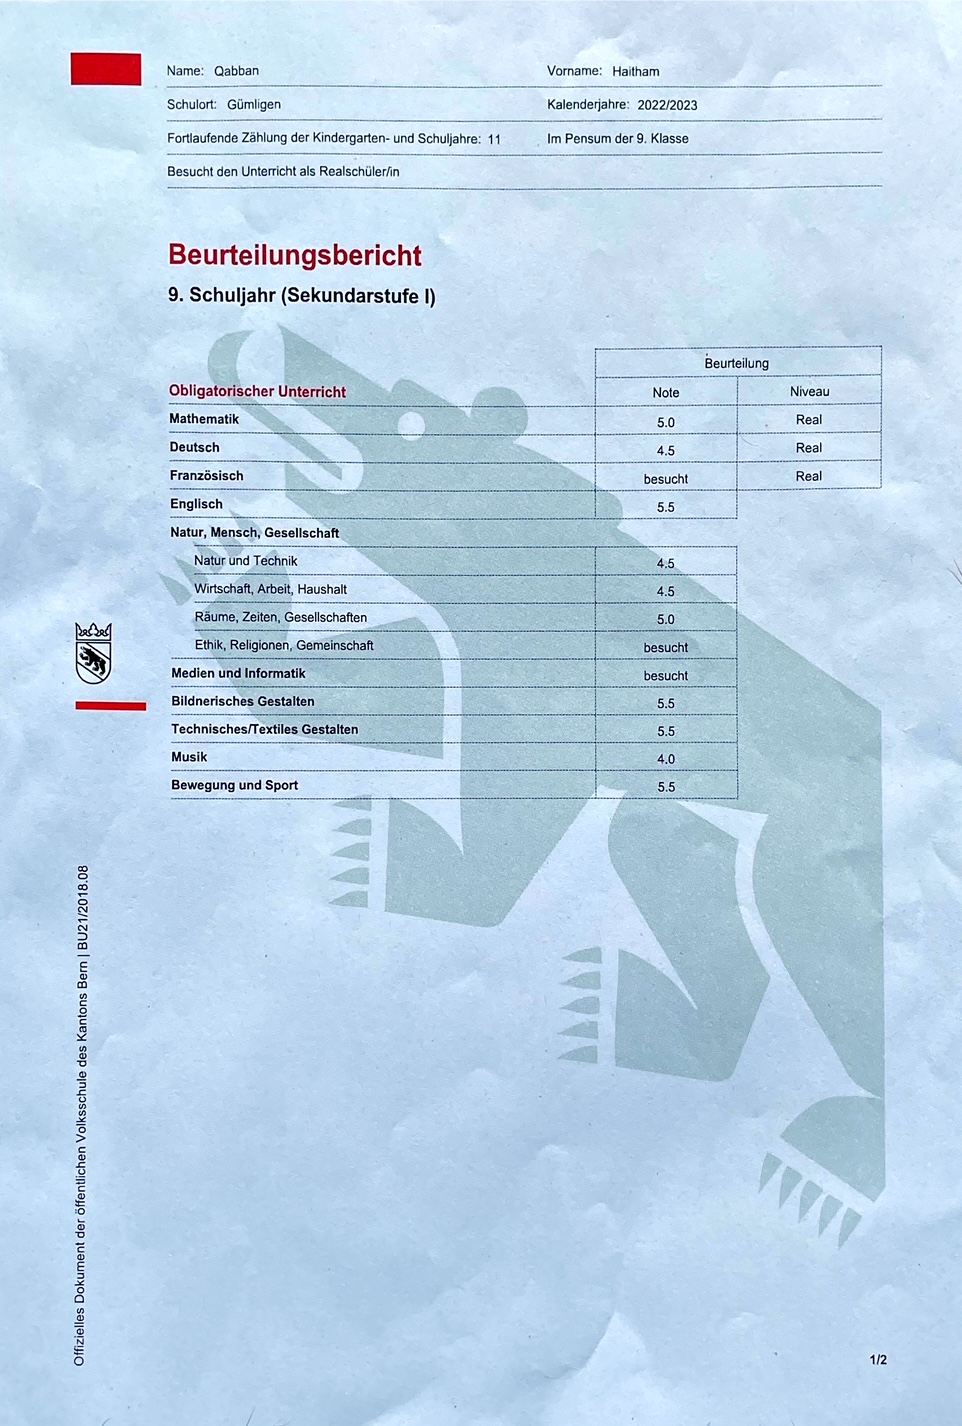 Name: Qabban Vorname: Haitham
Schulort: Gümligen Kalenderjahre: 2022/2023
Fortlaufende Zählung der Kindergarten- und Schuljahre: 11 Im Pensum der 9. Klasse
Besucht den Unterricht als Realschüler/in
Beurteilungsbericht
9. Schuljahr (Sekundarstufe I)
Beurteilung
Obligatorischer Unterricht Note Niveau
Mathematik 5.0 Real
Deutsch 4.5 Real
Französisch besucht Real
Englisch 5.5
Natur, Mensch, Gesellschaft
Natur und Technik 4.5
Wirtschaft, Arbeit, Haushalt 4.5
Räume, Zeiten, Gesellschaften 5.0
Ethik, Religionen, Gemeinschaft besucht
Medien und Informatik besucht
Bildnerisches Gestalten 5.5
Technisches/Textiles Gestalten 5.5
Musik 4.0
Bewegung und Sport 5.5
Offizielles Dokument der öffentlichen Volksschule des Kantons Bern | BU21/2018.08
1/2